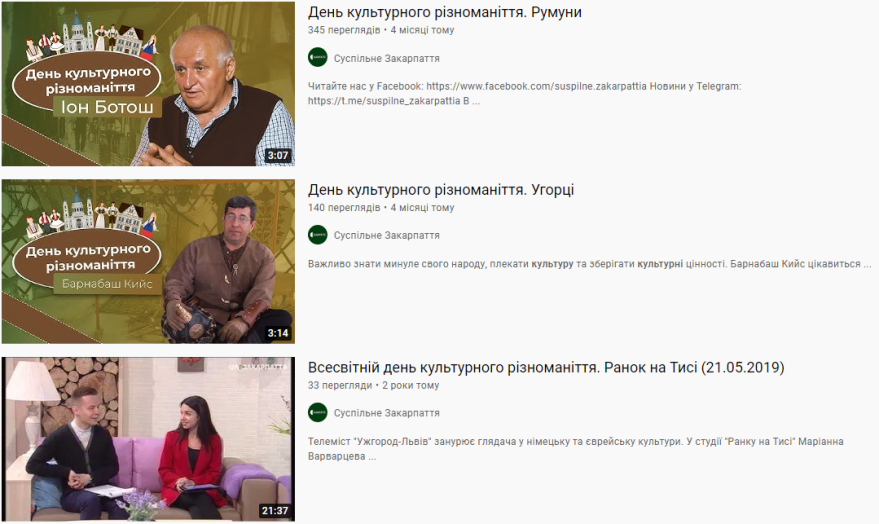 День культурного
різноманіття
Іон Ботош
3:07
День культурного різноманіття. Румуни
345 переглядів • 4 місяці тому
Суспільне Закарпаття
Читайте нас у Facebook: https://www.facebook.com/suspilne.zakarpattia Новини у Telegram:
https://t.me/suspilne_zakarpattia В ...
День культурного
різноманіття
Барнабаш Кийс
3:14
День культурного різноманіття. Угорці
140 переглядів • 4 місяці тому
Суспільне Закарпаття
Важливо знати минуле свого народу, плекати культуру та зберігати культурні цінності. Барнабаш Кийс цікавиться ...
ЗАКАРПАТТЯ
21:37
Всесвітній день культурного різноманіття. Ранок на Тисі (21.05.2019)
33 перегляди • 2 роки тому
Суспільне Закарпаття
Телеміст "Ужгород-Львів" занурює глядача у німецьку та єврейську культури. У студії "Ранку на Тисі" Маріанна
Варварцева ...